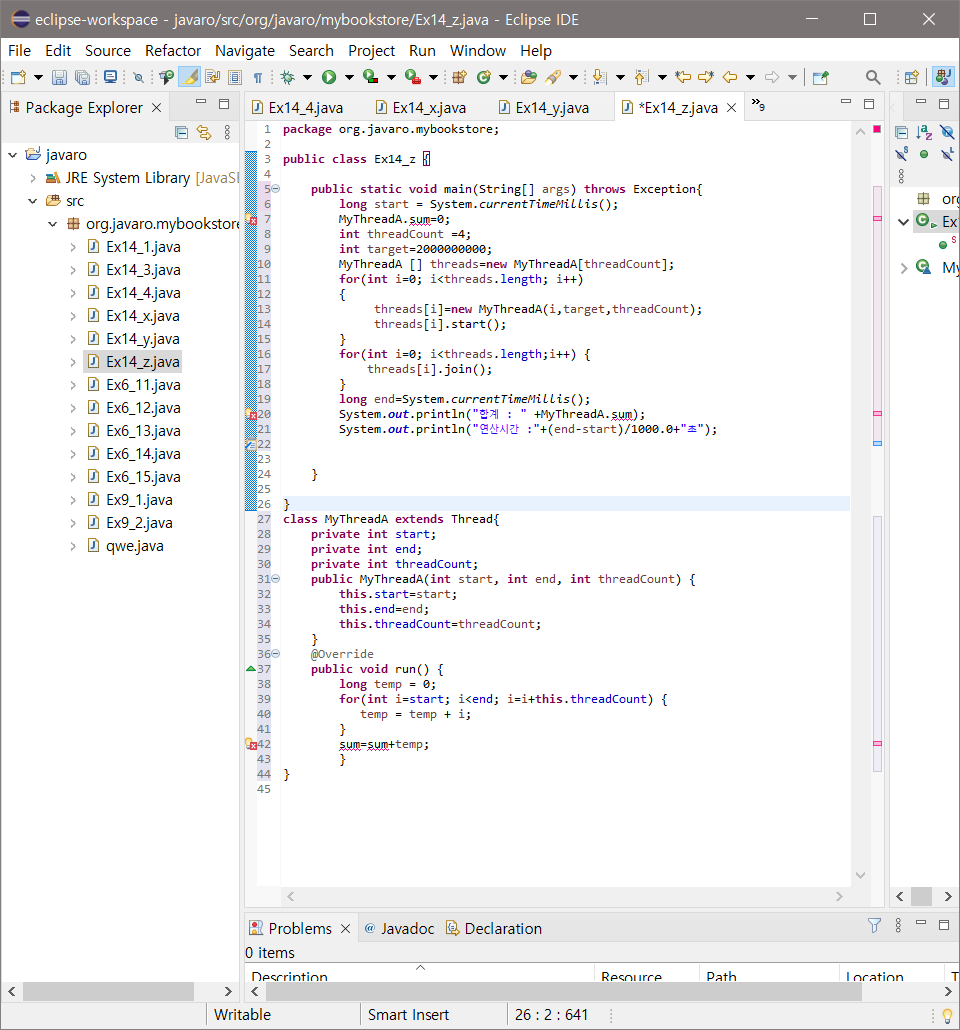 eclipse-workspace - javaro/src/org/javaro/mybookstore/Ex14_z.java - Eclipse IDE
File Edit Source Refactor Navigate Search Project Run Window Help
Package Explorer
javaro
JRE System Library [JavaSE
src
org.javaro.mybookstore
Ex14_1.java
Ex14_3.java
Ex14_4.java
Ex14_x.java
Ex14_y.java
Ex14_z.java
Ex6_11.java
Ex6_12.java
Ex6_13.java
Ex6_14.java
Ex6_15.java
Ex9_1.java
Ex9_2.java
qwe.java
Ex14_4.java Ex14_x.java Ex14_y.java *Ex14_z.java »9
1 package org.javaro.mybookstore;
2
3 public class Ex14_z {
4
5 public static void main(String[] args) throws Exception{
6 long start = System.currentTimeMillis();
7 MyThreadA.sum=0;
8 int threadCount =4;
9 int target=2000000000;
10 MyThreadA [] threads=new MyThreadA[threadCount];
11 for(int i=0; i<threads.length; i++)
12 {
13 threads[i]=new MyThreadA(i,target,threadCount);
14 threads[i].start();
15 }
16 for(int i=0; i<threads.length;i++) {
17 threads[i].join();
18 }
19 long end=System.currentTimeMillis();
20 System.out.println("합계 : " +MyThreadA.sum);
21 System.out.println("연산시간 :"+(end-start)/1000.0+"초");
22
23
24 }
25
26 }
27 class MyThreadA extends Thread{
28 private int start;
29 private int end;
30 private int threadCount;
31 public MyThreadA(int start, int end, int threadCount) {
32 this.start=start;
33 this.end=end;
34 this.threadCount=threadCount;
35 }
36 @Override
37 public void run() {
38 long temp = 0;
39 for(int i=start; i<end; i=i+this.threadCount) {
40 temp = temp + i;
41 }
42 sum=sum+temp;
43 }
44 }
45
org
Ex
S
My
Problems Javadoc Declaration
0 items
Description Resource Path Location T
Writable Smart Insert 26 : 2 : 641